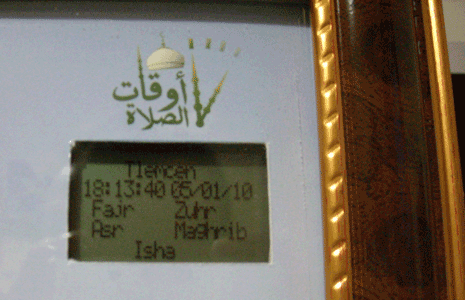 أوقات
الصلاة
Tlemcen
18:13:40 05/01/10
Fajr Zuhr
Asr Maghrib
Isha